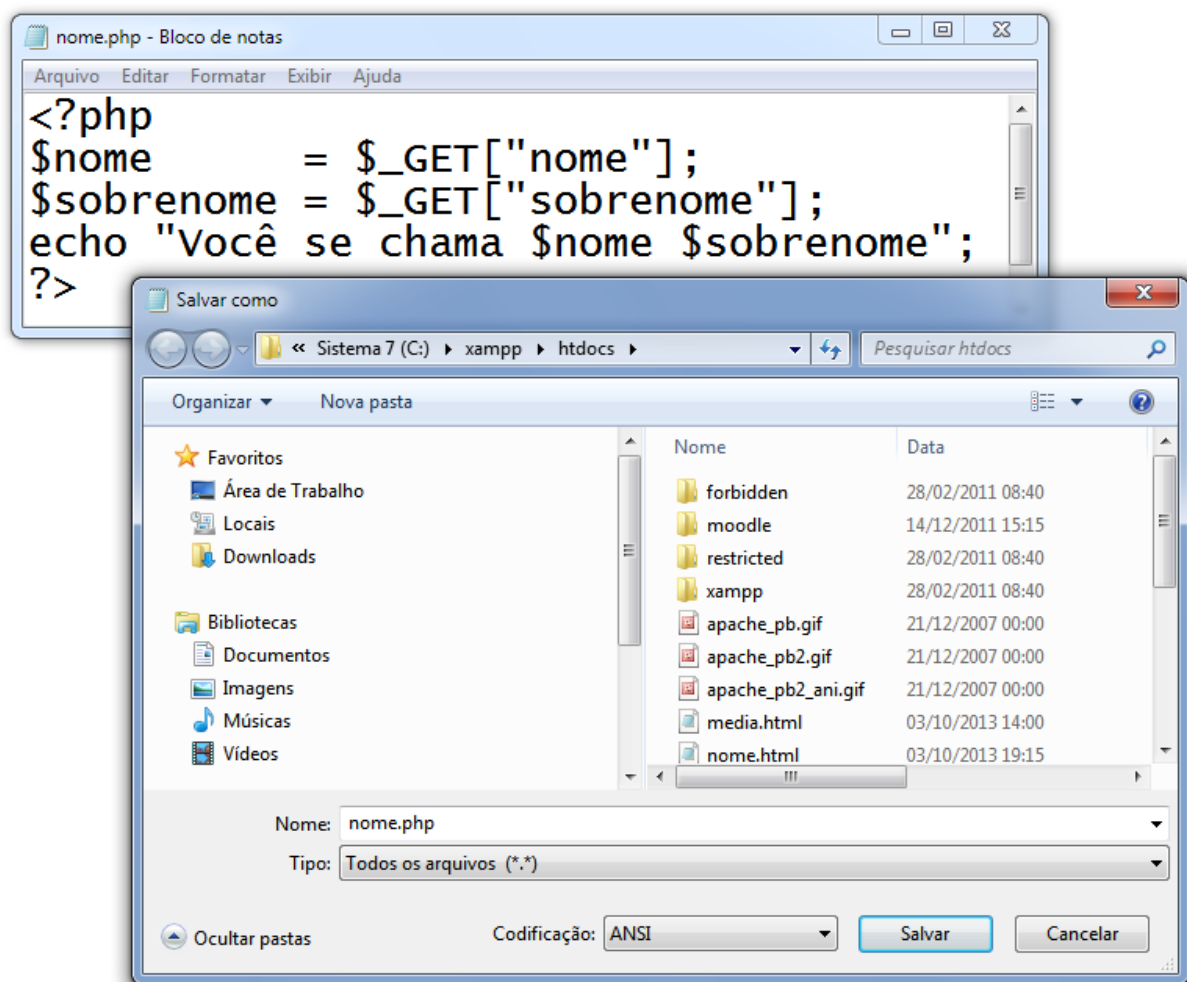 nome.php - Bloco de notas
Arquivo Editar Formatar Exibir Ajuda
<?php
$nome       = $_GET["nome"];
$sobrenome = $_GET["sobrenome"];
echo "Você se chama $nome $sobrenome";
?>
Salvar como
« Sistema 7 (C:) ▸ xampp ▸ htdocs ▸
Pesquisar htdocs
Organizar Nova pasta
Favoritos
Área de Trabalho
Locais
Downloads
Bibliotecas
Documentos
Imagens
Músicas
Vídeos
Nome Data
forbidden 28/02/2011 08:40
moodle 14/12/2011 15:15
restricted 28/02/2011 08:40
xampp 28/02/2011 08:40
apache_pb.gif 21/12/2007 00:00
apache_pb2.gif 21/12/2007 00:00
apache_pb2_ani.gif 21/12/2007 00:00
media.html 03/10/2013 14:00
nome.html 03/10/2013 19:15
Nome: nome.php
Tipo: Todos os arquivos (*.*)
Ocultar pastas Codificação: ANSI Salvar Cancelar